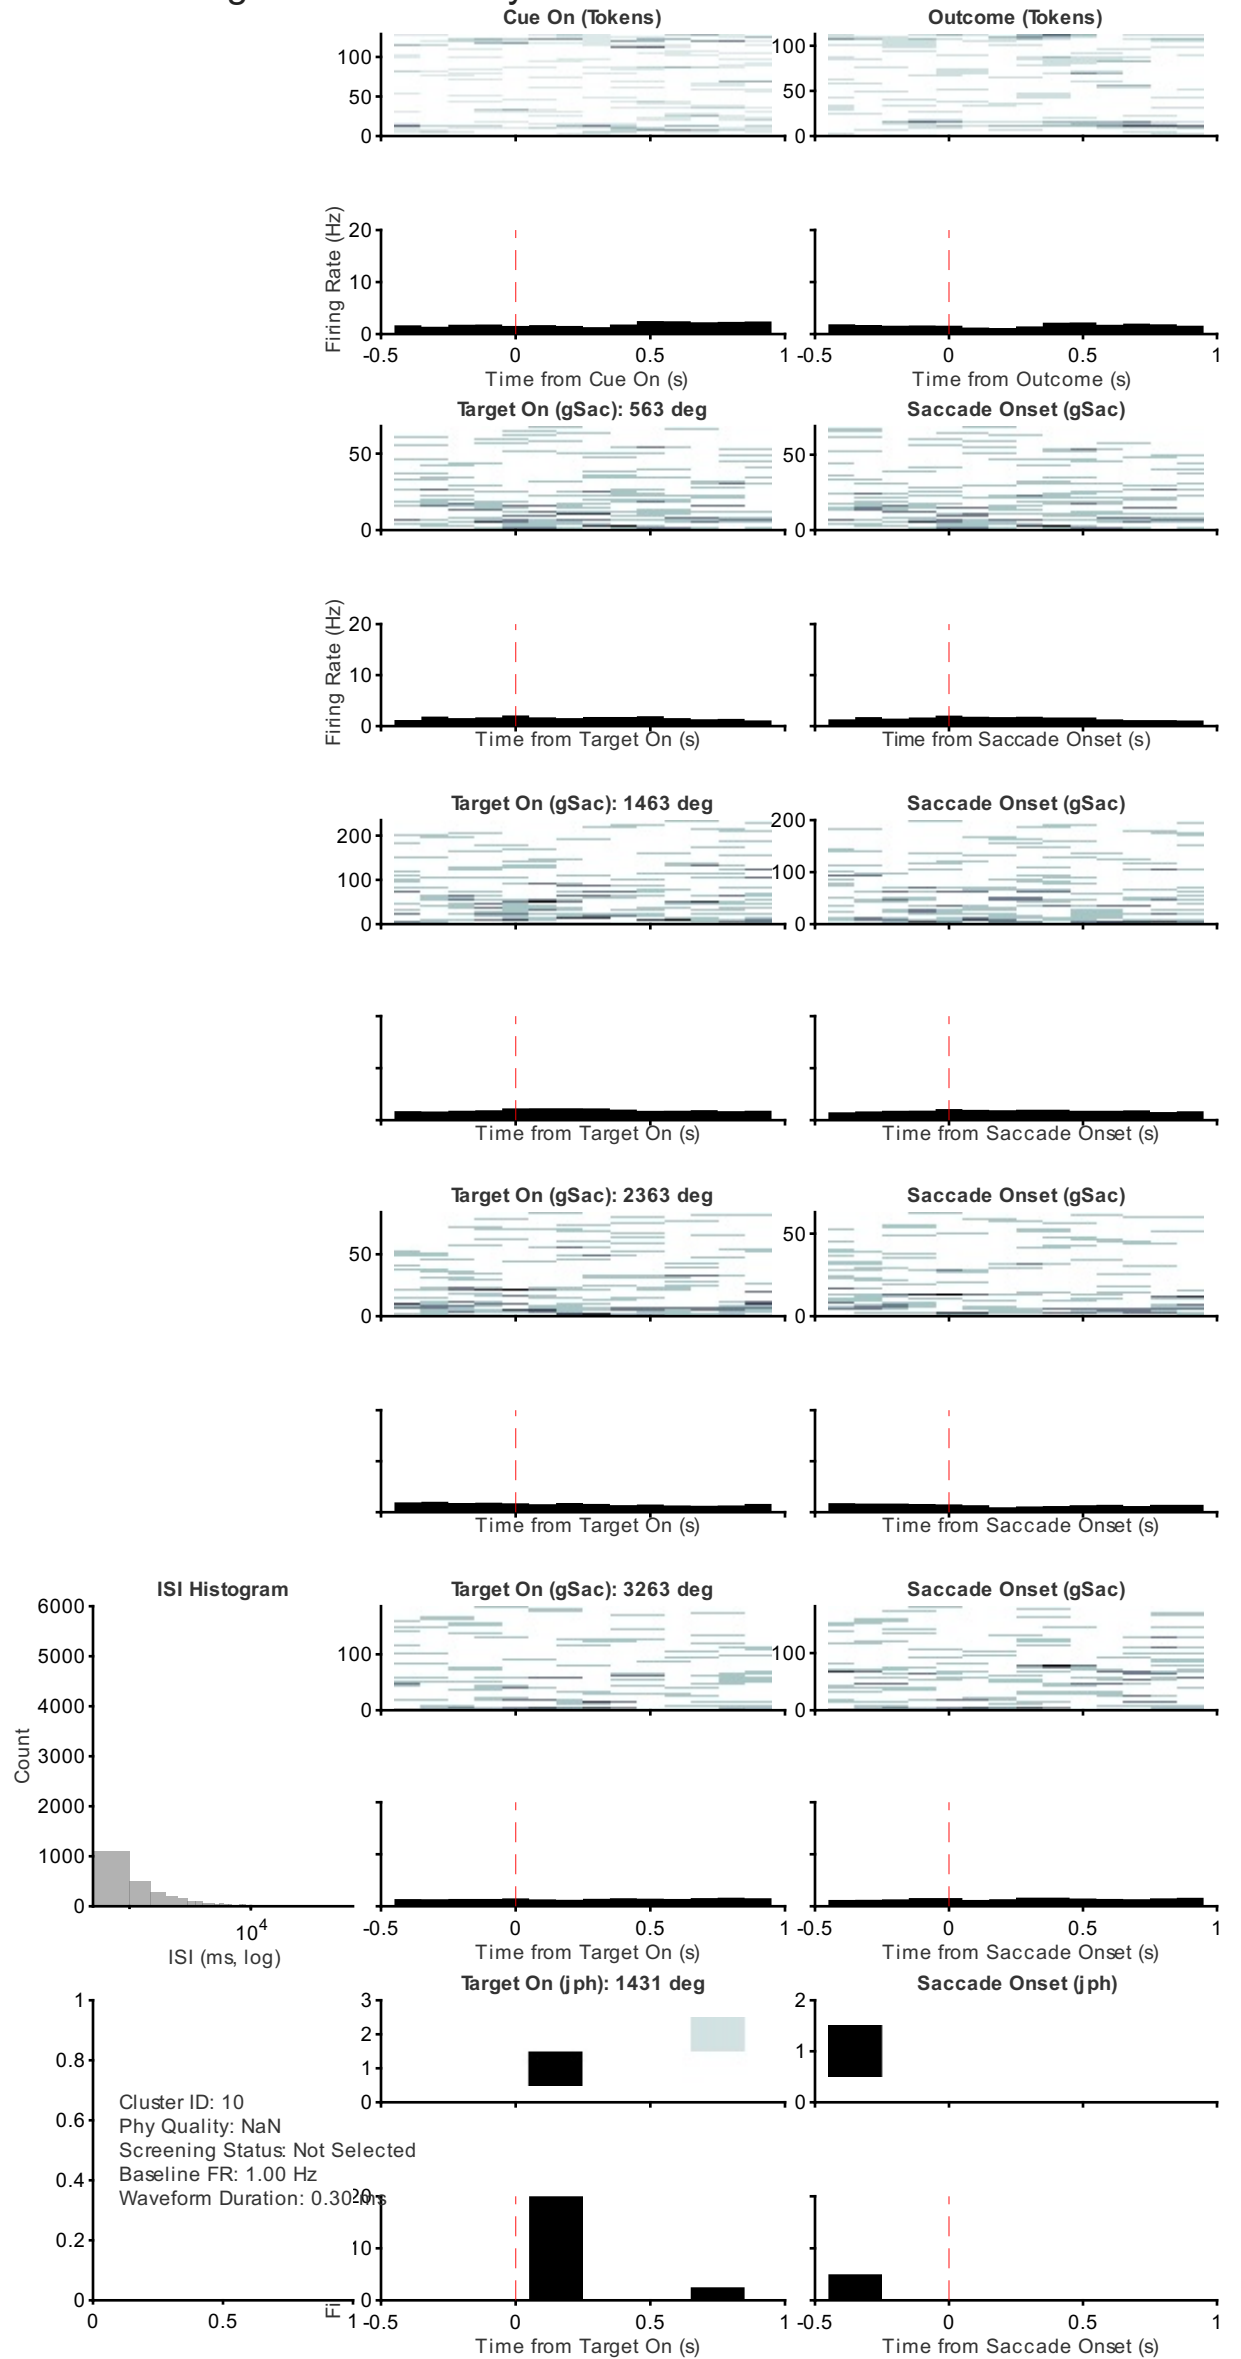 Cue On (Tokens)
Outcome (Tokens)
100
50
0
100
50
0
Firing Rate (Hz)
20
10
0
-0.5
0
0.5
1
-0.5
0
0.5
1
Time from Cue On (s)
Time from Outcome (s)
Target On (gSac): 563 deg
Saccade Onset (gSac)
50
0
50
0
Firing Rate (Hz)
20
10
0
Time from Target On (s)
Time from Saccade Onset (s)
Target On (gSac): 1463 deg
Saccade Onset (gSac)
200
100
0
200
100
0
Time from Target On (s)
Time from Saccade Onset (s)
Target On (gSac): 2363 deg
Saccade Onset (gSac)
50
0
50
0
Time from Target On (s)
Time from Saccade Onset (s)
ISI Histogram
6000
5000
4000
3000
2000
1000
0
Count
10⁴
ISI (ms, log)
Target On (gSac): 3263 deg
Saccade Onset (gSac)
100
0
100
0
-0.5
0
0.5
1
-0.5
0
0.5
1
Time from Target On (s)
Time from Saccade Onset (s)
Target On (jph): 1431 deg
Saccade Onset (jph)
1
0.8
0.6
0.4
0.2
0
0
0.5
1
Cluster ID: 10
Phy Quality: NaN
Screening Status: Not Selected
Baseline FR: 1.00 Hz
Waveform Duration: 0.30 ms
3
2
1
0
2
1
0
20
10
0
Fi
-0.5
0
0.5
1
-0.5
0
0.5
1
Time from Target On (s)
Time from Saccade Onset (s)